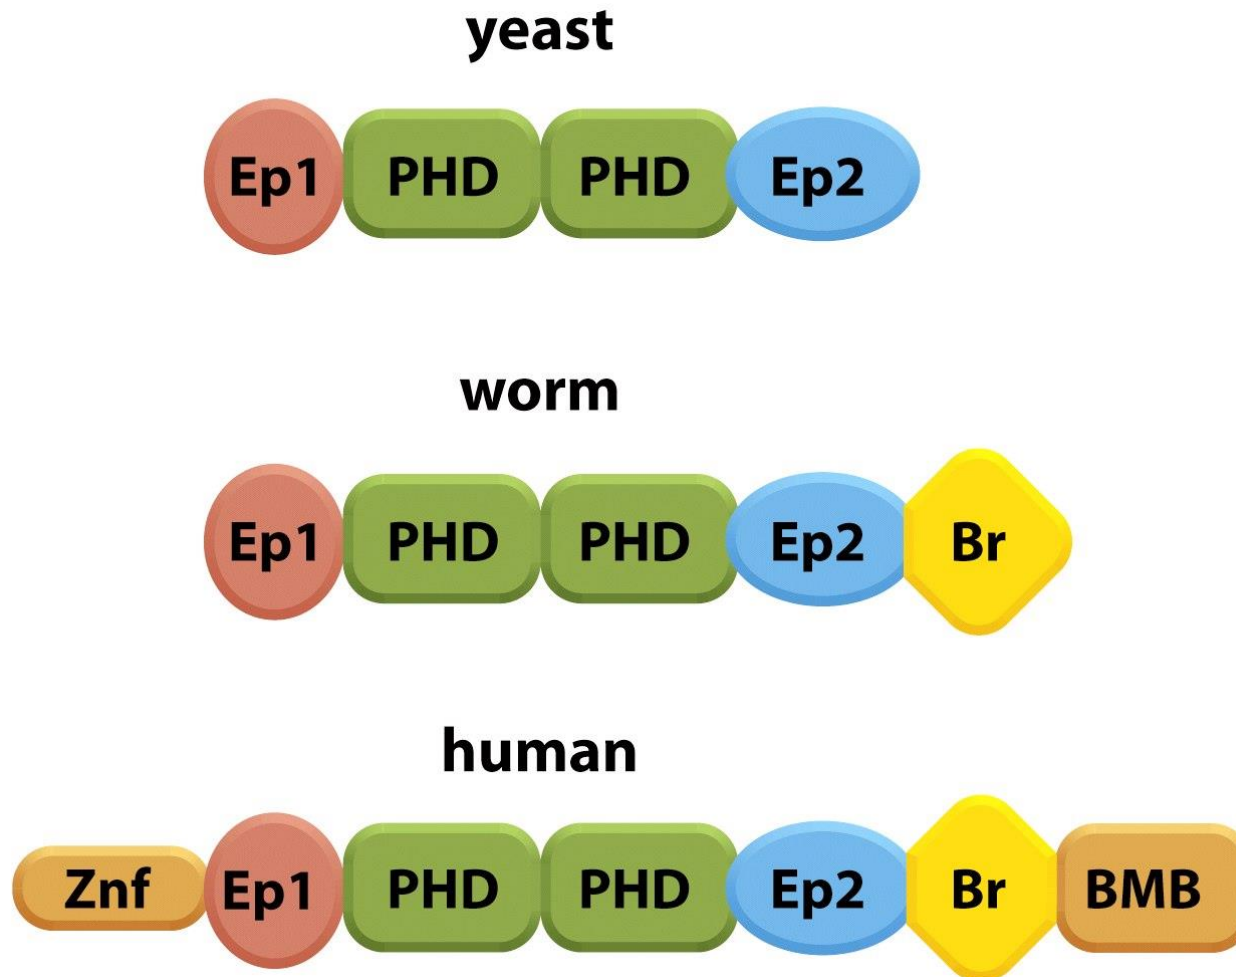 yeast
Ep1 PHD PHD Ep2
worm
Ep1 PHD PHD Ep2 Br
human
Znf Ep1 PHD PHD Ep2 Br BMB